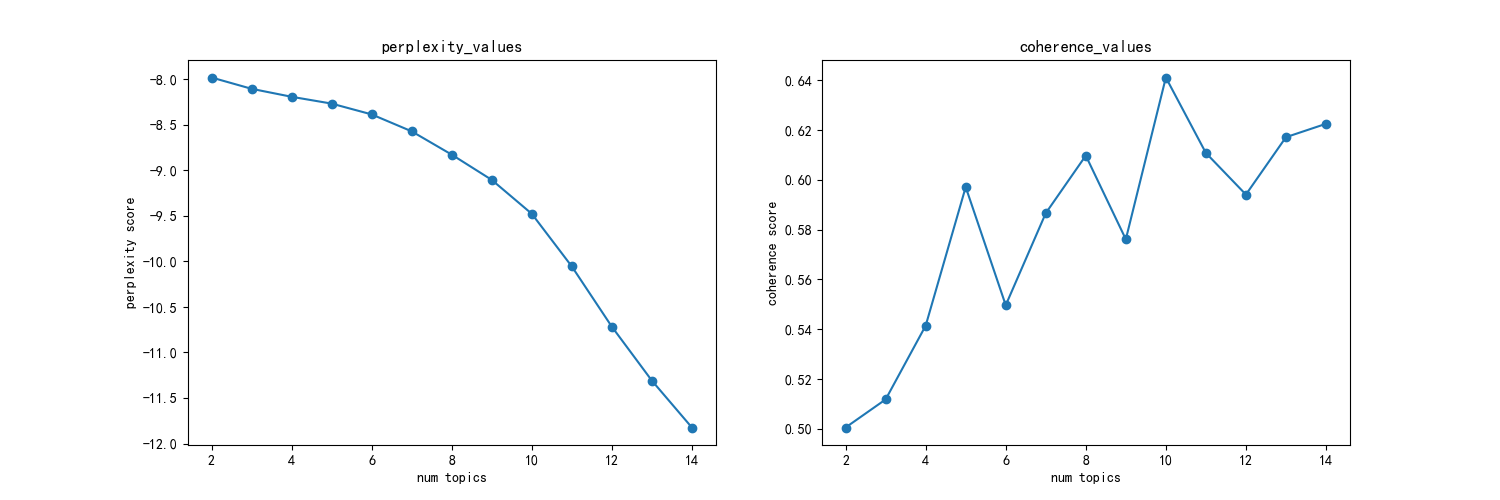 perplexity_values
perplexity score
-8.0
-8.5
-9.0
-9.5
-10.0
-10.5
-11.0
-11.5
-12.0
2 4 6 8 10 12 14
num topics
coherence_values
coherence score
0.64
0.62
0.60
0.58
0.56
0.54
0.52
0.50
2 4 6 8 10 12 14
num topics